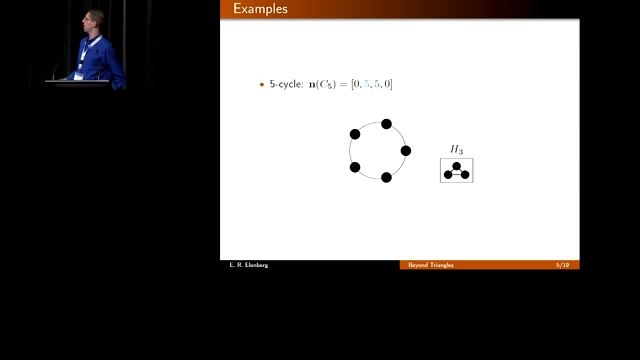 Examples
5-cycle: n(C5) = [0, 5, 5, 0]
H3
E. R. Elenberg
Beyond Triangles
5/19